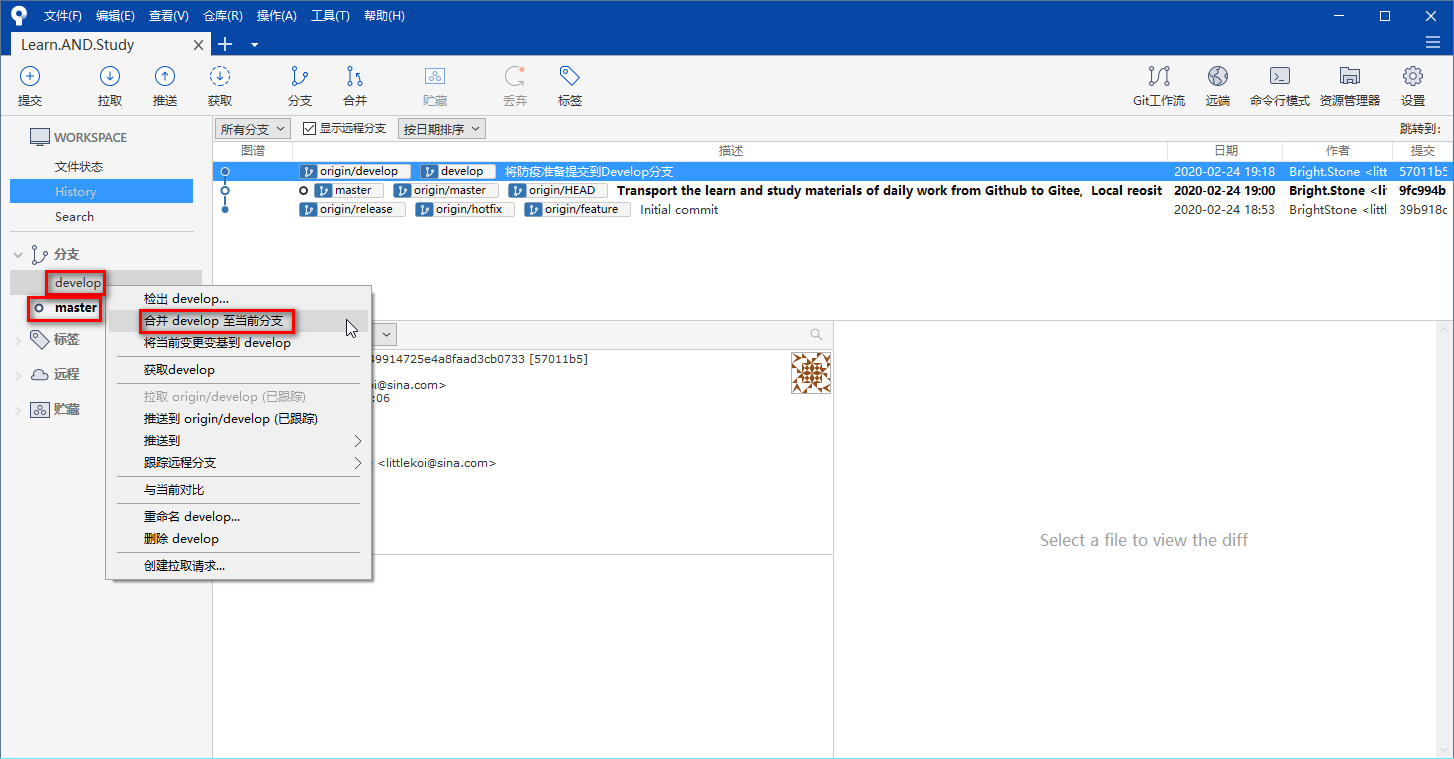 文件(F) 编辑(E) 查看(V) 仓库(R) 操作(A) 工具(T) 帮助(H)
Learn.AND.Study
提交 拉取 推送 获取 分支 合并 贮藏 丢弃 标签 Git工作流 远端 命令行模式 资源管理器 设置
WORKSPACE
文件状态
History
Search
分支
develop
master
标签
远程
贮藏
所有分支 显示远程分支 按日期排序 跳转到:
图谱 描述 日期 作者 提交
origin/develop develop 将防疫准备提交到Develop分支 2020-02-24 19:18 Bright.Stone <litt 57011b5
master origin/master origin/HEAD Transport the learn and study materials of daily work from Github to Gitee, Local reosit 2020-02-24 19:00 Bright.Stone <li 9fc994b
origin/release origin/hotfix origin/feature Initial commit 2020-02-24 18:53 BrightStone <littl 39b918c
检出 develop...
合并 develop 至当前分支
将当前变更变基到 develop
获取develop
拉取 origin/develop (已跟踪)
推送到 origin/develop (已跟踪)
推送到
跟踪远程分支
与当前对比
重命名 develop...
删除 develop
创建拉取请求...
49914725e4a8faad3cb0733 [57011b5]
oi@sina.com>
:06
<littlekoi@sina.com>
Select a file to view the diff